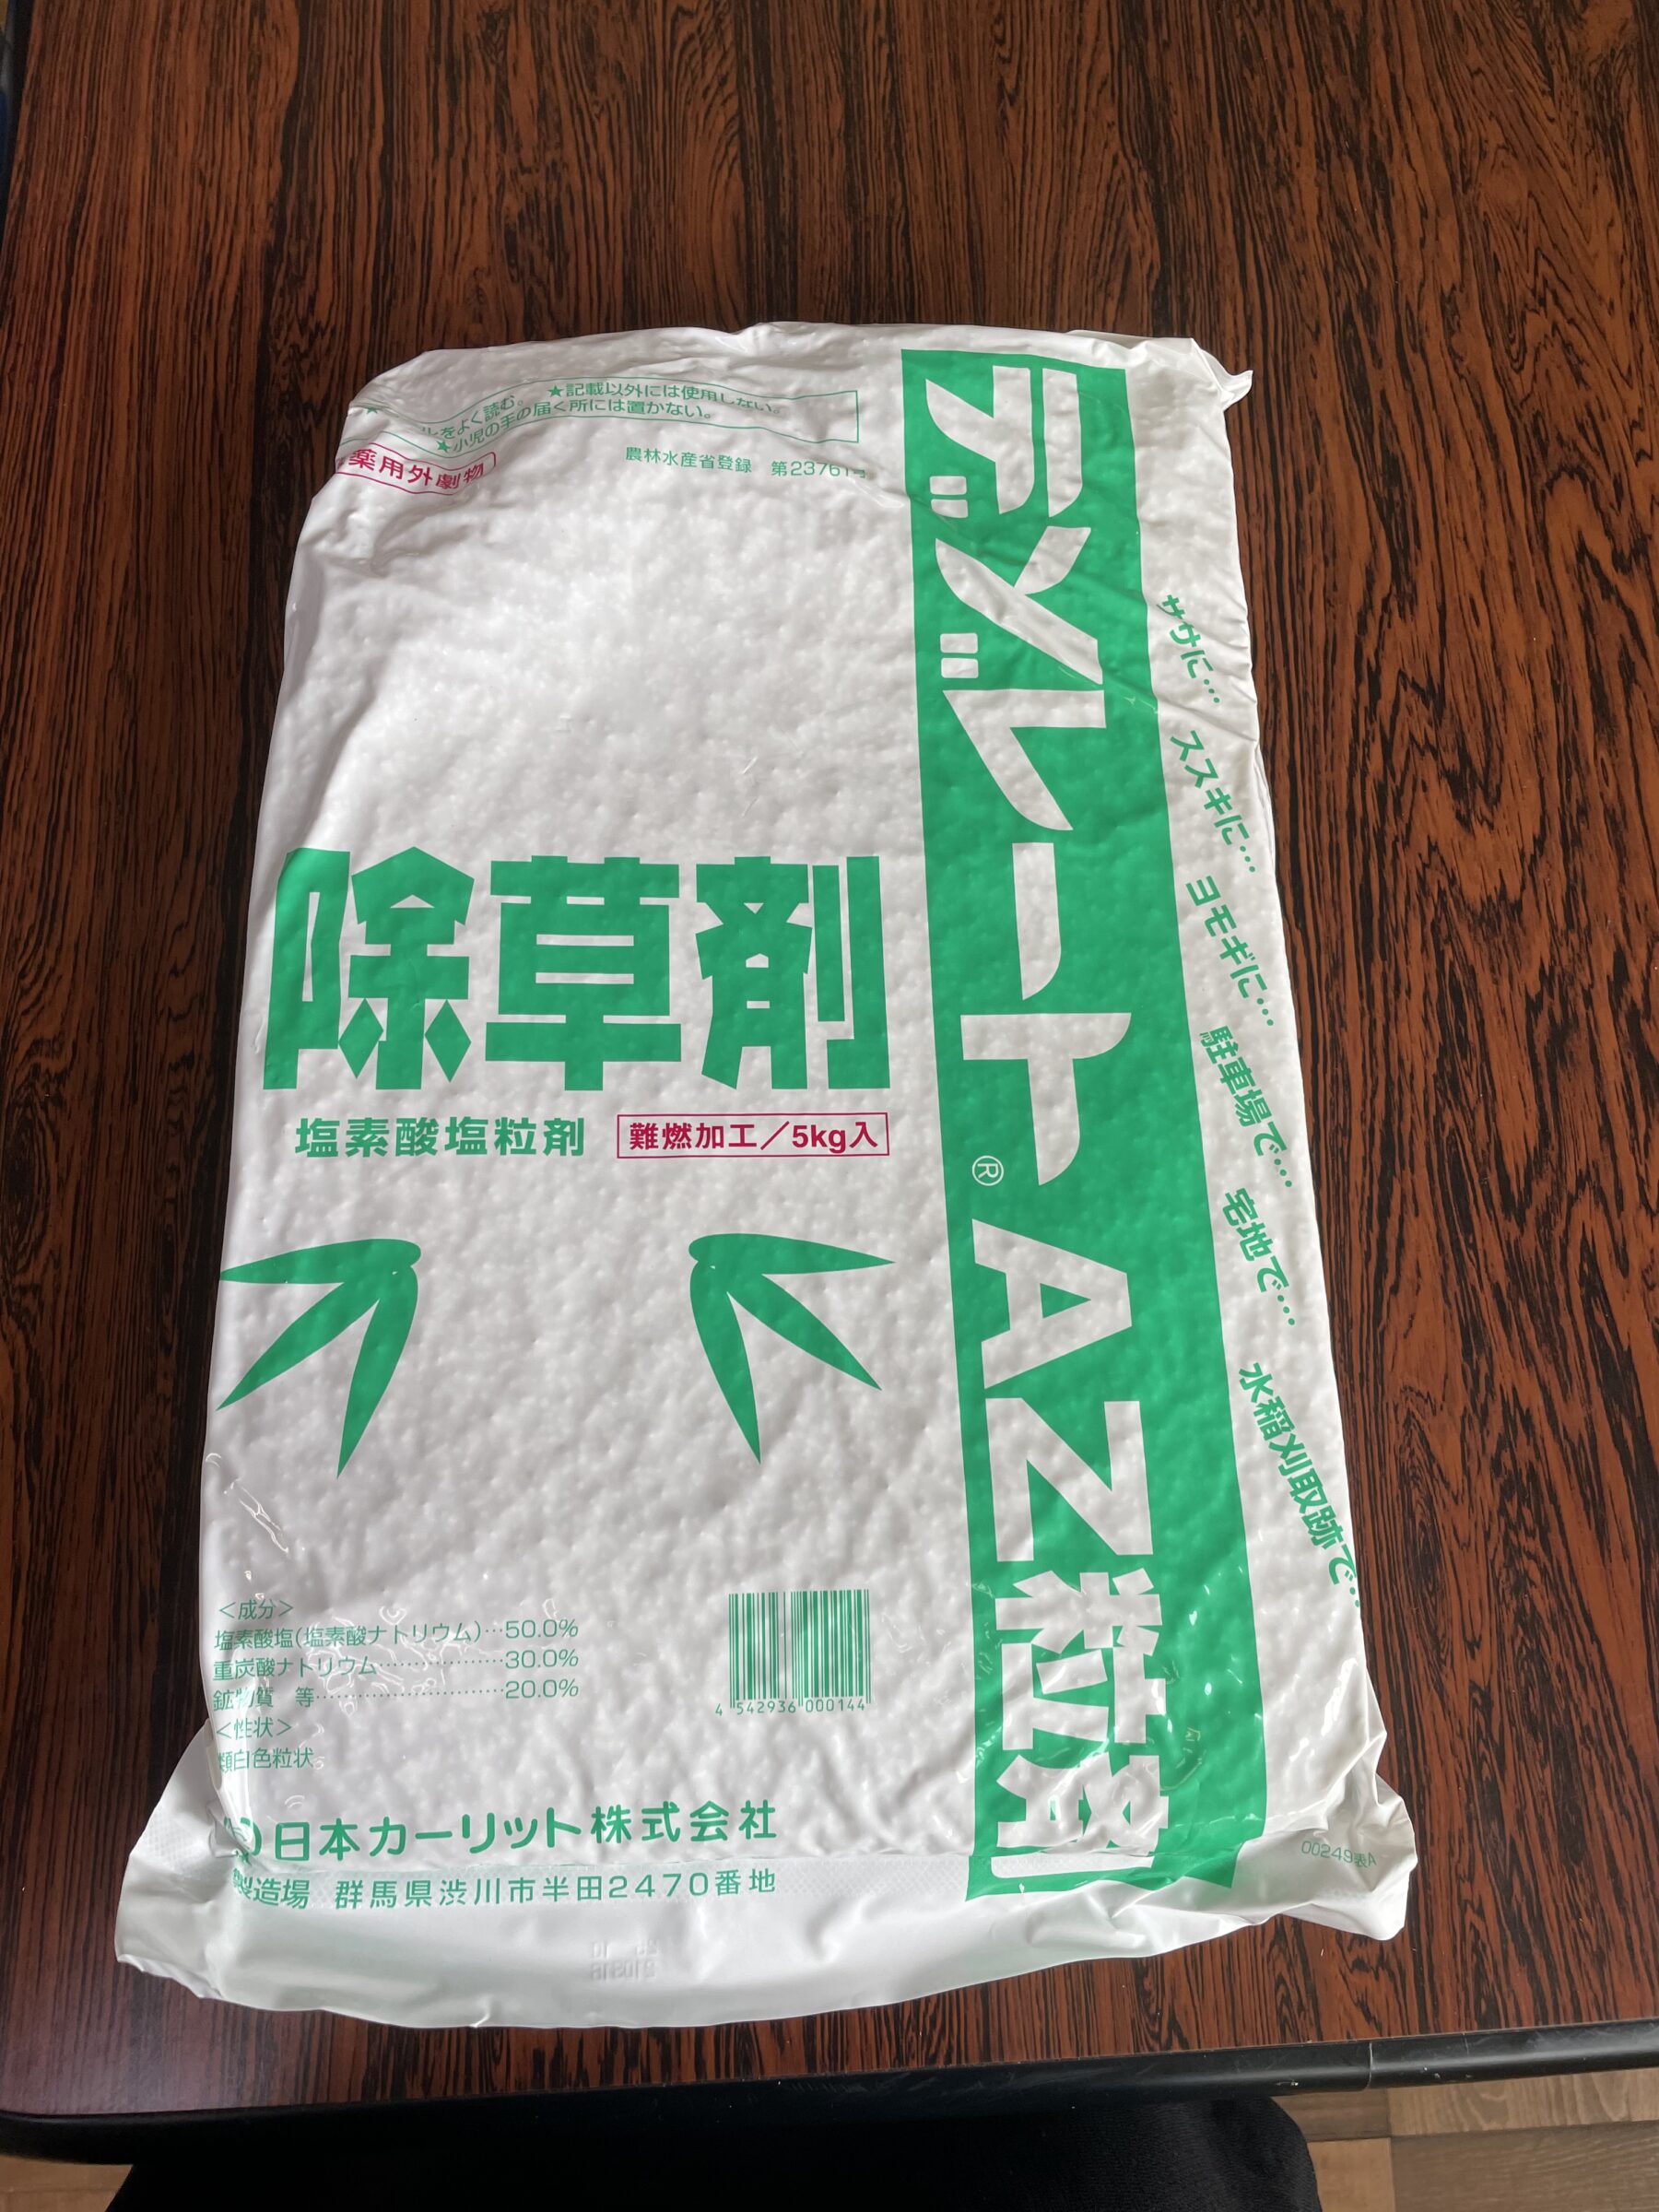 ルをよく読む。 ★記載以外には使用しない。
★小児の手の届く所には置かない。
薬用外劇物
農林水産省登録 第23761号
デゾレートAZ粒剤
®
ササに… ススキに… ヨモギに… 駐車場で… 宅地で… 水稲刈取跡で…
除草剤
塩素酸塩粒剤 難燃加工／5kg入
＜成分＞
塩素酸塩(塩素酸ナトリウム)…50.0%
重炭酸ナトリウム………………30.0%
鉱物質 等………………………20.0%
＜性状＞
類白色粒状
4 542936 000144
日本カーリット株式会社
製造場 群馬県渋川市半田2470番地
00249表A